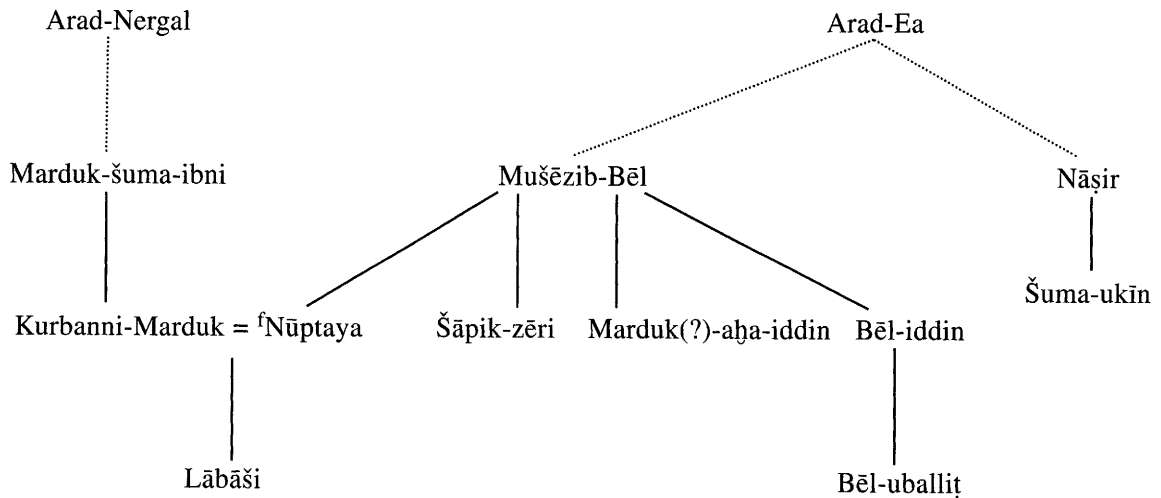 Arad-Nergal Arad-Ea
Marduk-šuma-ibni Mušēzib-Bēl Nāṣir
Šuma-ukīn
Kurbanni-Marduk = ᶠNūptaya Šāpik-zēri Marduk(?)-aḫa-iddin Bēl-iddin
Lābāši Bēl-uballiṭ